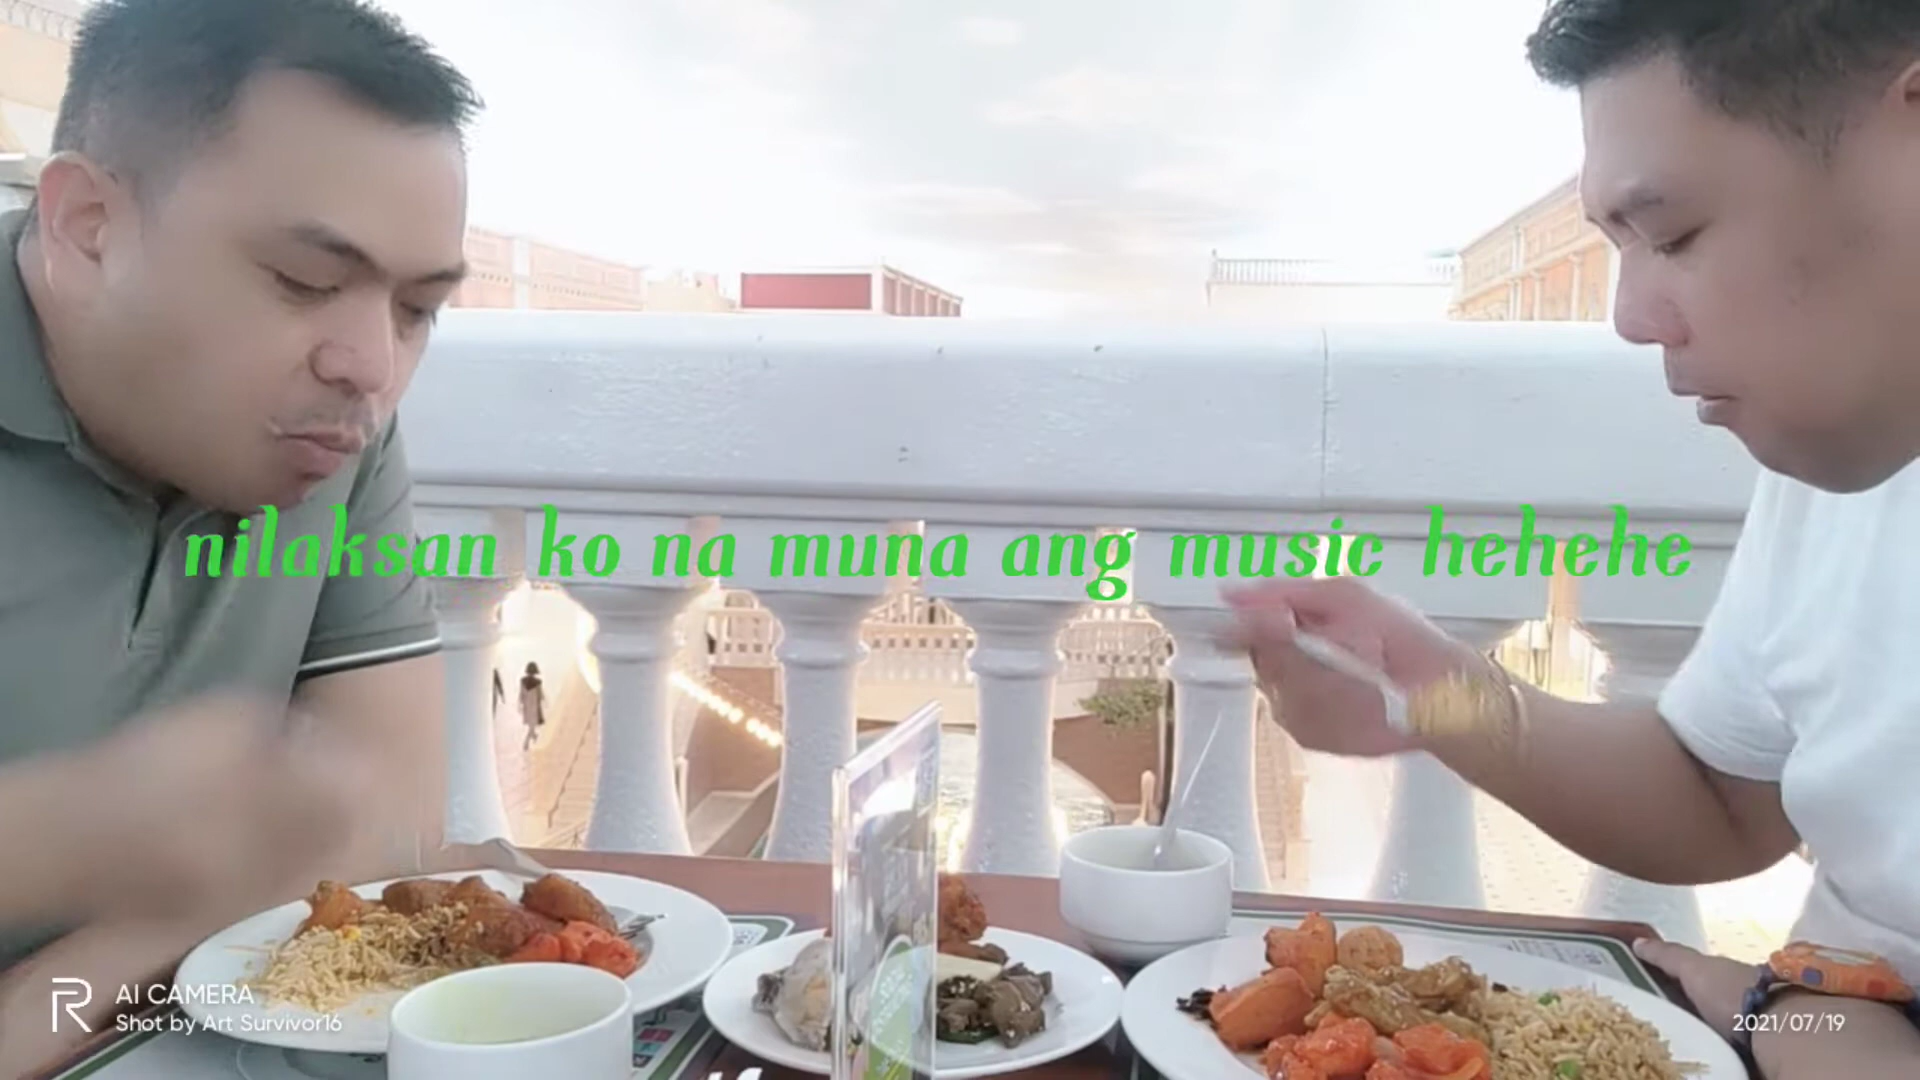 nilaksan ko na muna ang music hehehe
R AI CAMERA
Shot by Art Survivor16
2021/07/19